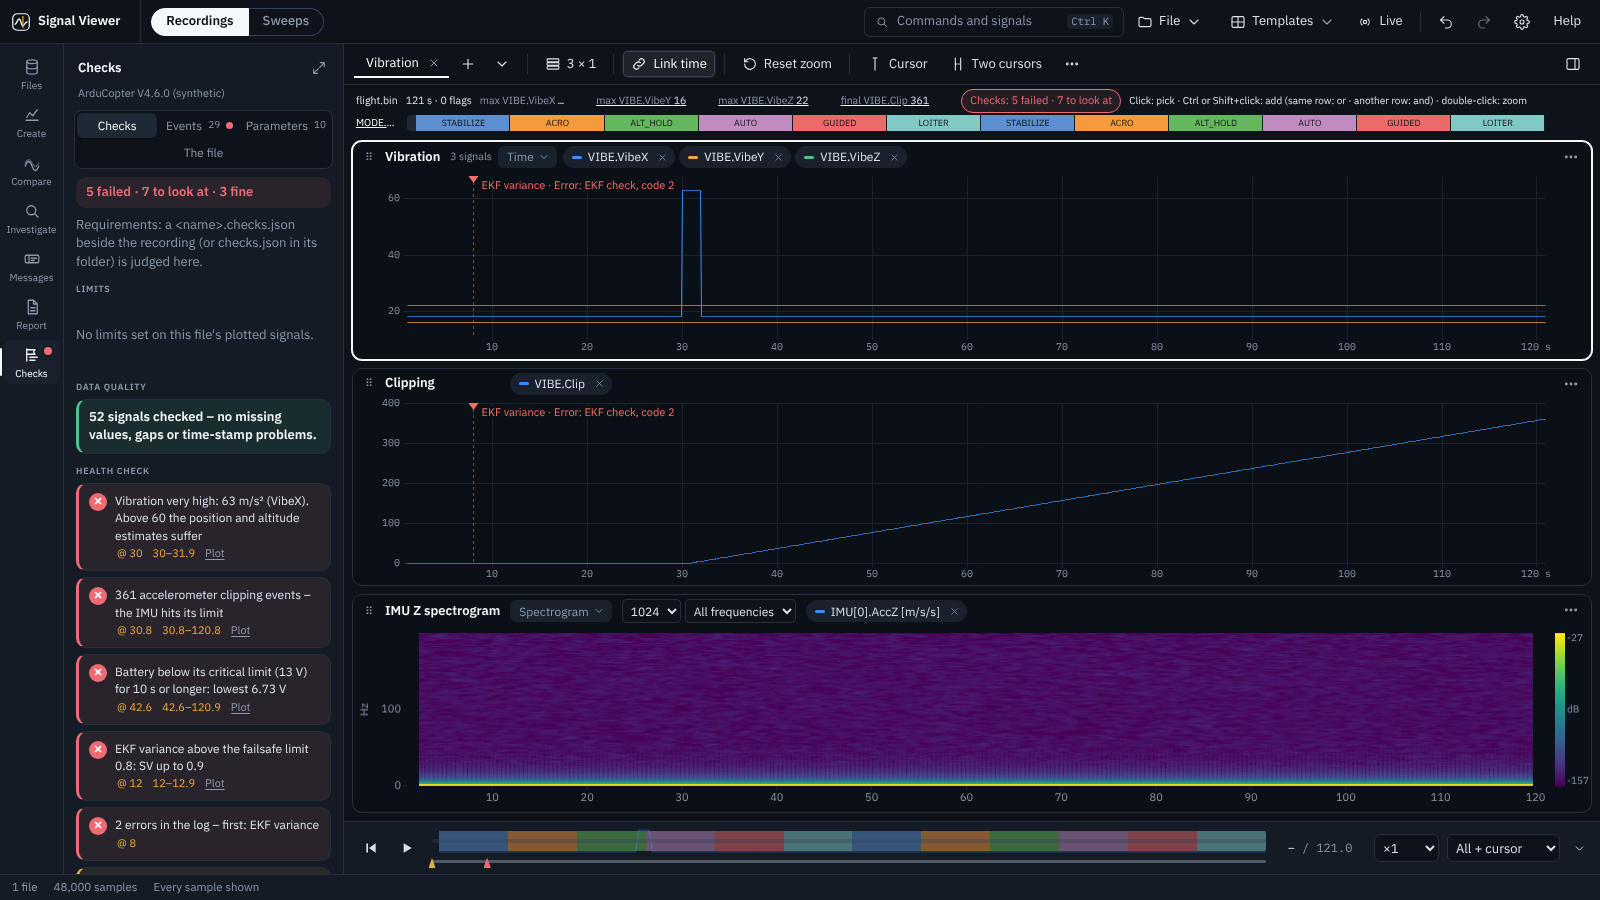 Signal Viewer
Recordings
Sweeps
Commands and signals
Ctrl K
File
Templates
Live
Help
Files
Create
Compare
Investigate
Messages
Report
Checks
Checks
ArduCopter V4.6.0 (synthetic)
Checks
Events 29
Parameters 10
The file
5 failed · 7 to look at · 3 fine
Requirements: a <name>.checks.json
beside the recording (or checks.json in its
folder) is judged here.
LIMITS
No limits set on this file's plotted signals.
DATA QUALITY
52 signals checked – no missing
values, gaps or time-stamp problems.
HEALTH CHECK
Vibration very high: 63 m/s² (VibeX).
Above 60 the position and altitude
estimates suffer
@ 30 30–31.9 Plot
361 accelerometer clipping events –
the IMU hits its limit
@ 30.8 30.8–120.8 Plot
Battery below its critical limit (13 V)
for 10 s or longer: lowest 6.73 V
@ 42.6 42.6–120.9 Plot
EKF variance above the failsafe limit
0.8: SV up to 0.9
@ 12 12–12.9 Plot
2 errors in the log – first: EKF variance
@ 8
Vibration
3 × 1
Link time
Reset zoom
Cursor
Two cursors
flight.bin 121 s · 0 flags max VIBE.VibeX … max VIBE.VibeY 16 max VIBE.VibeZ 22 final VIBE.Clip 361 Checks: 5 failed · 7 to look at Click: pick · Ctrl or Shift+click: add (same row: or · another row: and) · double-click: zoom
MODE.… STABILIZE ACRO ALT_HOLD AUTO GUIDED LOITER STABILIZE ACRO ALT_HOLD AUTO GUIDED LOITER
Vibration 3 signals Time VIBE.VibeX VIBE.VibeY VIBE.VibeZ
EKF variance · Error: EKF check, code 2
60
40
20
10 20 30 40 50 60 70 80 90 100 110 120 s
Clipping VIBE.Clip
EKF variance · Error: EKF check, code 2
400
300
200
100
0
10 20 30 40 50 60 70 80 90 100 110 120 s
IMU Z spectrogram Spectrogram 1024 All frequencies IMU[0].AccZ [m/s/s]
Hz
100
0
10 20 30 40 50 60 70 80 90 100 110 120
-27
dB
-157
– / 121.0
×1
All + cursor
1 file 48,000 samples Every sample shown